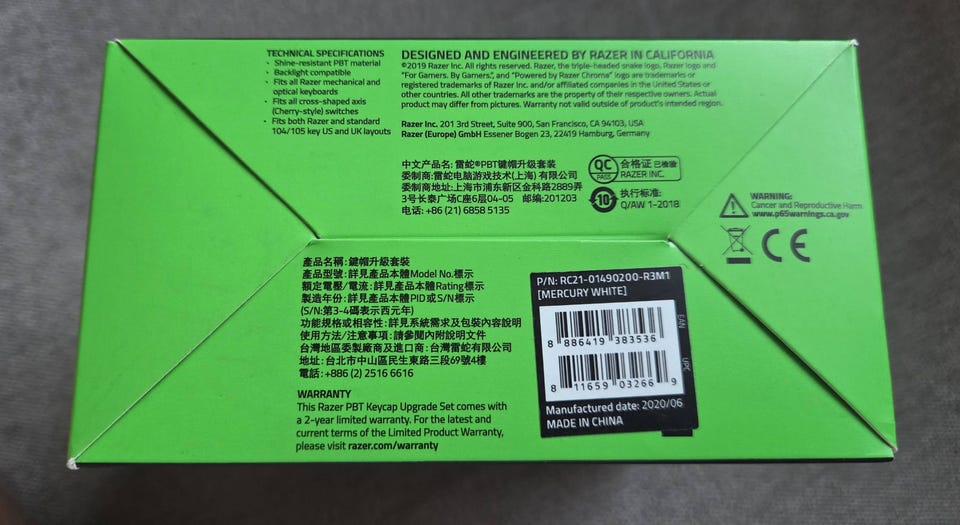 TECHNICAL SPECIFICATIONS
• Shine-resistant PBT material
• Backlight compatible
• Fits all Razer mechanical and
optical keyboards
• Fits all cross-shaped axis
(Cherry-style) switches
• Fits both Razer and standard
104/105 key US and UK layouts
DESIGNED AND ENGINEERED BY RAZER IN CALIFORNIA
©2019 Razer Inc. All rights reserved. Razer, the triple-headed snake logo, Razer logo and
"For Gamers. By Gamers.", and "Powered by Razer Chroma" logo are trademarks or
registered trademarks of Razer Inc. and/or affiliated companies in the United States or
other countries. All other trademarks are the property of their respective owners. Actual
product may differ from pictures. Warranty not valid outside of product's intended region.
Razer Inc. 201 3rd Street, Suite 900, San Francisco, CA 94103, USA
Razer (Europe) GmbH Essener Bogen 23, 22419 Hamburg, Germany
中文产品名: 雷蛇®PBT键帽升级套装
委制商:雷蛇电脑游戏技术(上海) 有限公司
委制商地址:上海市浦东新区金科路2889弄
3号长泰广场C座6层04-05 邮编:201203
电话: +86 (21) 6858 5135
QC PASS
合格证 已检验
RAZER INC.
10
执行标准:
Q/AW 1-2018
WARNING:
Cancer and Reproductive Harm
www.p65warnings.ca.gov
CE
產品名稱:鍵帽升級套裝
產品型號:詳見產品本體Model No.標示
額定電壓/電流:詳見產品本體Rating標示
製造年份:詳見產品本體PID或S/N標示
(S/N:第3-4碼表示西元年)
功能規格或相容性:詳見系統需求及包裝內容說明
使用方法/注意事項:請參閱內附說明文件
台灣地區委製廠商及進口商:台灣雷蛇有限公司
地址:台北市中山區民生東路三段69號4樓
電話:+886 (2) 2516 6616
WARRANTY
This Razer PBT Keycap Upgrade Set comes with
a 2-year limited warranty. For the latest and
current terms of the Limited Product Warranty,
please visit razer.com/warranty
P/N: RC21-01490200-R3M1
[MERCURY WHITE]
EAN
8 886419 383536
UPC
8 11659 03266 9
Manufactured date: 2020/06
MADE IN CHINA